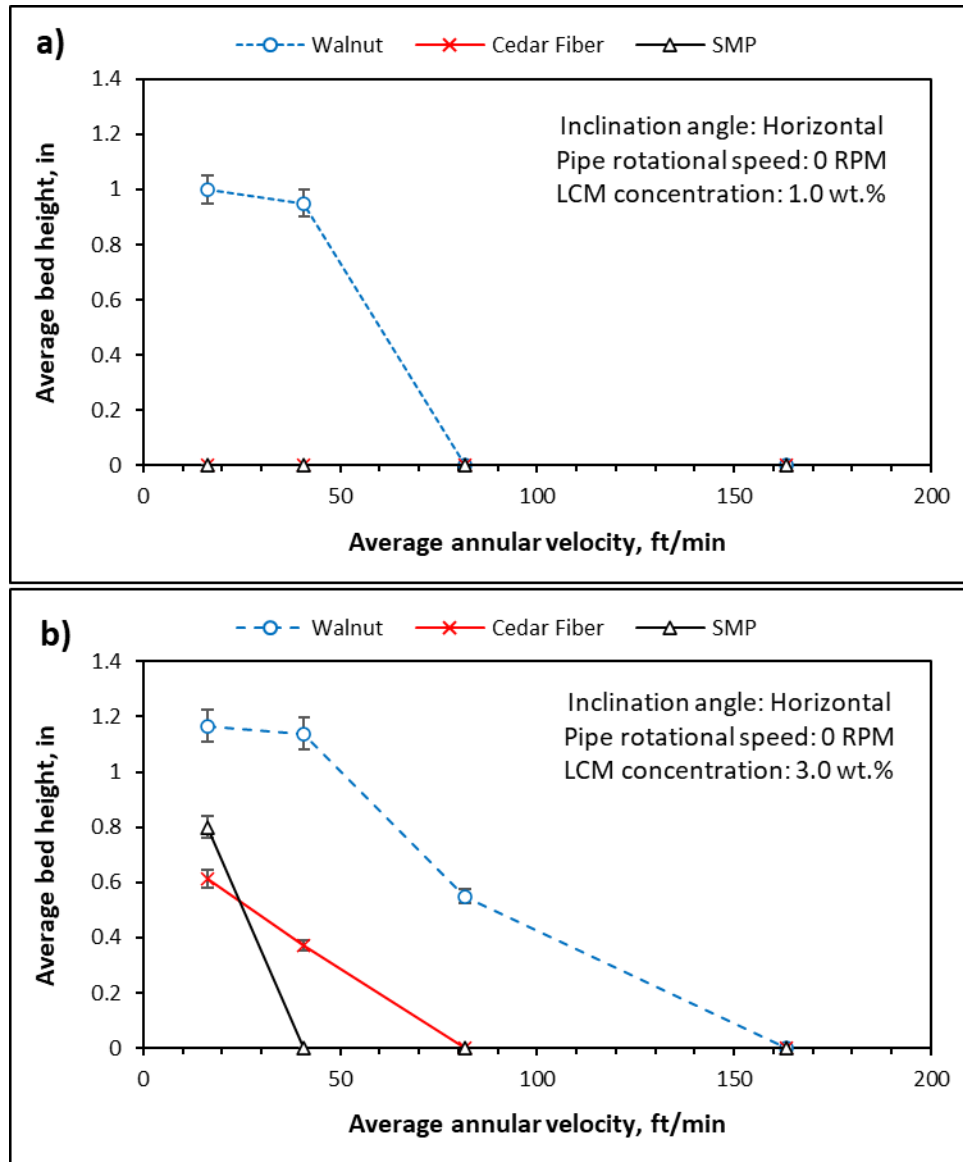 a)
Walnut Cedar Fiber SMP
1.4
1.2
1
0.8
0.6
0.4
0.2
0
Average bed height, in
Inclination angle: Horizontal
Pipe rotational speed: 0 RPM
LCM concentration: 1.0 wt.%
0 50 100 150 200
Average annular velocity, ft/min
b)
Walnut Cedar Fiber SMP
1.4
1.2
1
0.8
0.6
0.4
0.2
0
Average bed height, in
Inclination angle: Horizontal
Pipe rotational speed: 0 RPM
LCM concentration: 3.0 wt.%
0 50 100 150 200
Average annular velocity, ft/min